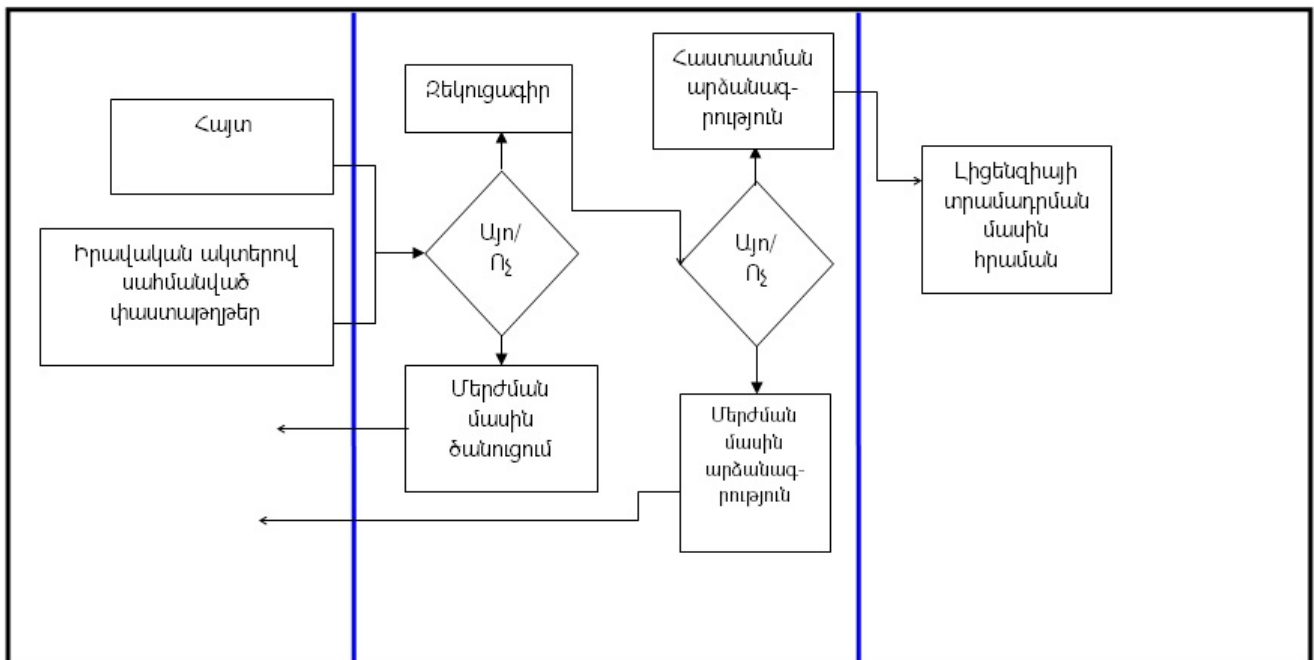 Հայտ
Իրավական ակտերով
սահմանված
փաստաթղթեր
Զեկուցագիր
Այո/
Ոչ
Մերժման
մասին
ծանուցում
Հաստատման
արձանագ-
րություն
Այո/
Ոչ
Մերժման
մասին
արձանագ-
րություն
Լիցենզիայի
տրամադրման
մասին
հրաման